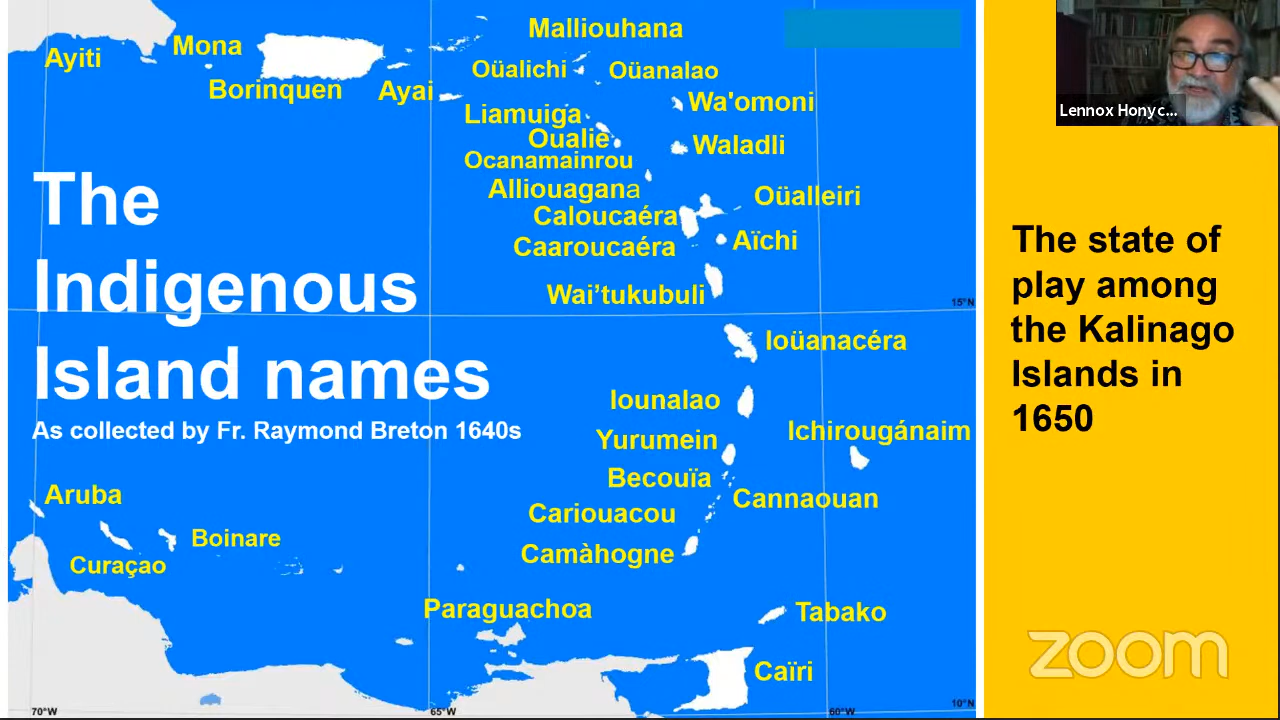 Malliouhana
Ayiti
Mona
Oüalichi
Oüanalao
Borinquen
Ayai
Wa'omoni
Liamuiga
Oualie
Waladli
Ocanamainrou
Alliouagana
Oüalleiri
Caloucaéra
Caaroucaéra
Aïchi
Wai’tukubuli
15°N
Ioüanacéra
Iounalao
Ichirougánaim
Yurumein
Becouïa
Cannaouan
Cariouacou
Camàhogne
The
Indigenous
Island names
As collected by Fr. Raymond Breton 1640s
Aruba
Boinare
Curaçao
Paraguachoa
Tabako
Caïri
70°W
65°W
60°W
10°N
Lennox Honyc...
The state of
play among
the Kalinago
Islands in
1650
zoom